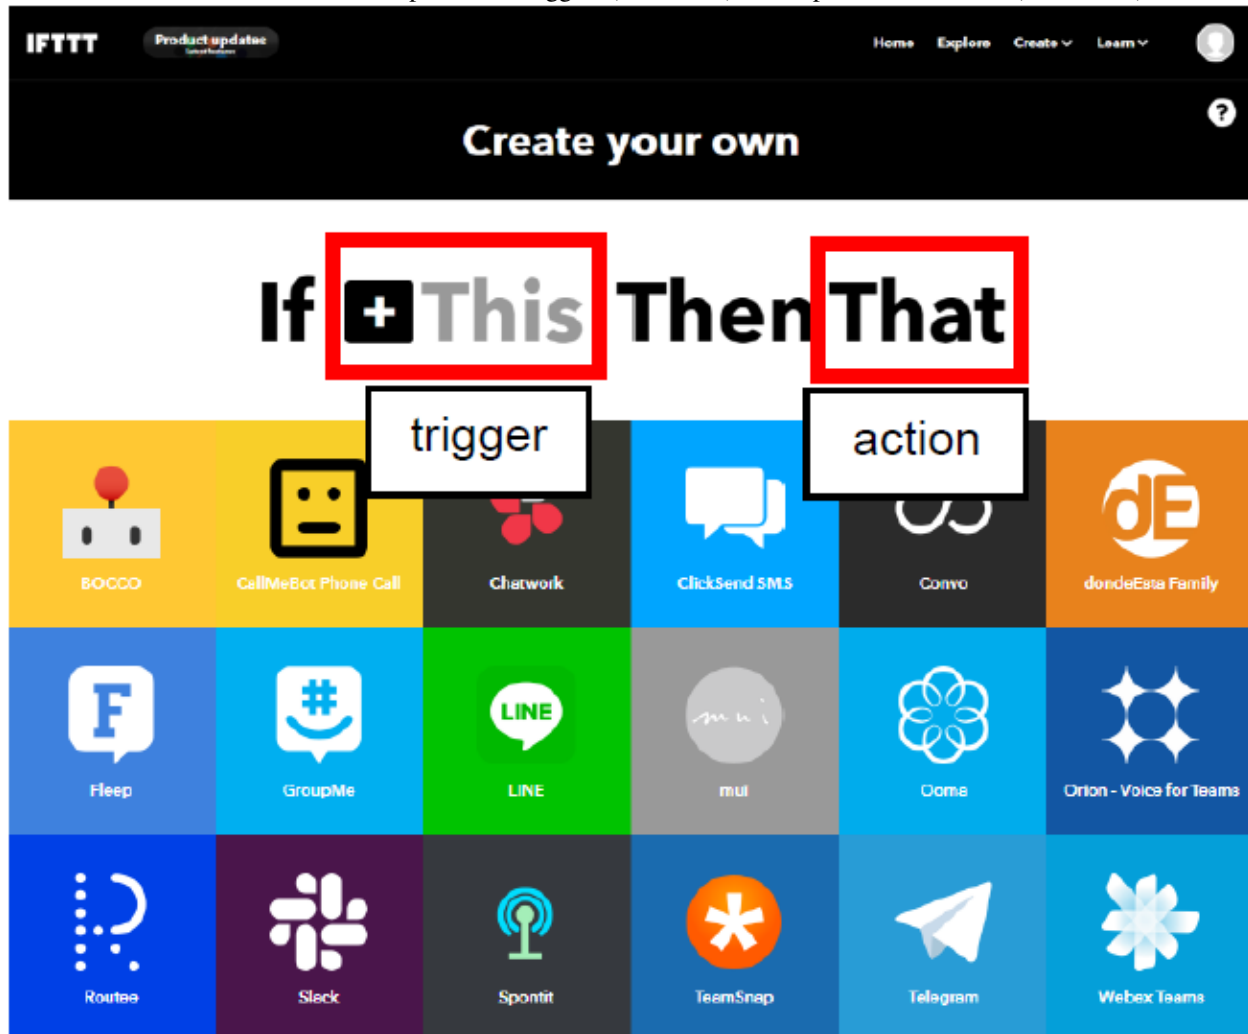 IFTTT
Product updates
Home Explore Create Learn
?
Create your own
If + This Then That
trigger
action
dE
BOCCO
CallMeBot Phone Call
Chatwork
ClickSend SMS
Convo
dondeEsta Family
F
#
LINE
mui
Fleep
GroupMe
LINE
mui
Ooma
Orion - Voice for Teams
Routee
Slack
Spontit
TeamSnap
Telegram
Webex Teams